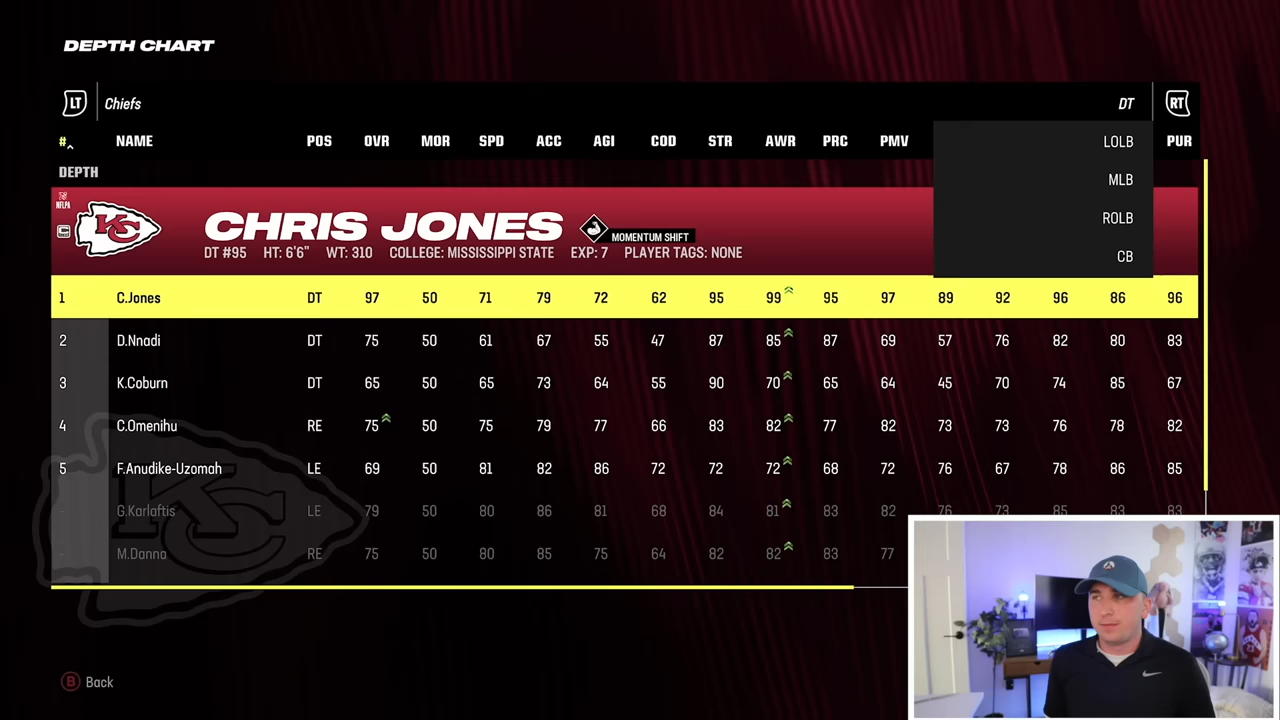 DEPTH CHART
LT Chiefs DT RT
# NAME POS OVR MOR SPD ACC AGI COD STR AWR PRC PMV PUR
LOLB
MLB
ROLB
CB
DEPTH
NFLPA
CHRIS JONES MOMENTUM SHIFT
DT #95 HT: 6'6" WT: 310 COLLEGE: MISSISSIPPI STATE EXP: 7 PLAYER TAGS: NONE
KC
1 C.Jones DT 97 50 71 79 72 62 95 99 95 97 89 92 96 86 96
2 D.Nnadi DT 75 50 61 67 55 47 87 85 87 69 57 76 82 80 83
3 K.Coburn DT 65 50 65 73 64 55 90 70 65 64 45 70 74 85 67
4 C.Omenihu RE 75 50 75 79 77 66 83 82 77 82 73 73 76 78 82
5 F.Anudike-Uzomah LE 69 50 81 82 86 72 72 72 68 72 76 67 78 86 85
- G.Karlaftis LE 79 50 80 86 81 68 84 81 83 82 76 73 85 83 83
- M.Danna RE 75 50 80 85 75 64 82 82 83 77
KC
B Back